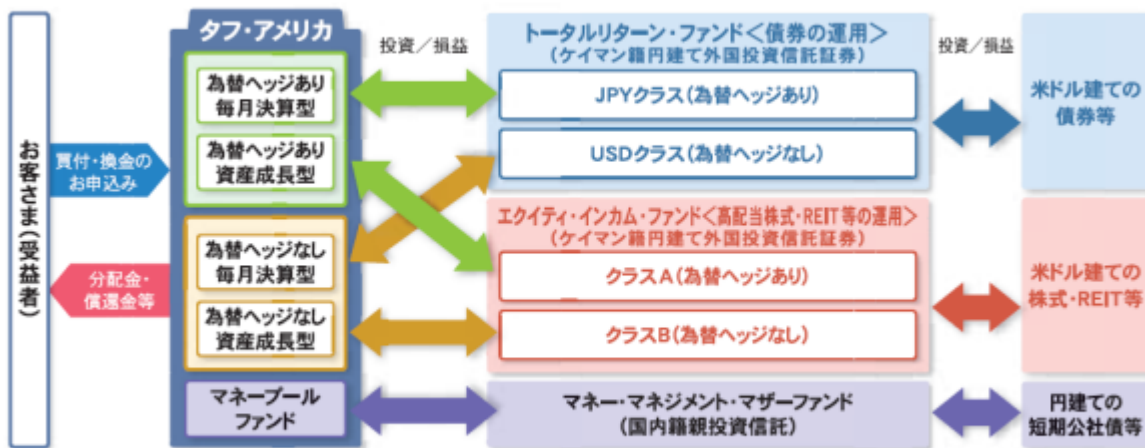 お客さま(受益者)
買付・換金の
お申込み
分配金・
償還金等
タフ・アメリカ
為替ヘッジあり
毎月決算型
為替ヘッジあり
資産成長型
為替ヘッジなし
毎月決算型
為替ヘッジなし
資産成長型
マネープール
ファンド
投資／損益
トータルリターン・ファンド<債券の運用>
(ケイマン籍円建て外国投資信託証券)
JPYクラス(為替ヘッジあり)
USDクラス(為替ヘッジなし)
エクイティ・インカム・ファンド<高配当株式・REIT等の運用>
(ケイマン籍円建て外国投資信託証券)
クラスA(為替ヘッジあり)
クラスB(為替ヘッジなし)
マネー・マネジメント・マザーファンド
(国内籍親投資信託)
投資／損益
米ドル建ての
債券等
米ドル建ての
株式・REIT等
円建ての
短期公社債等